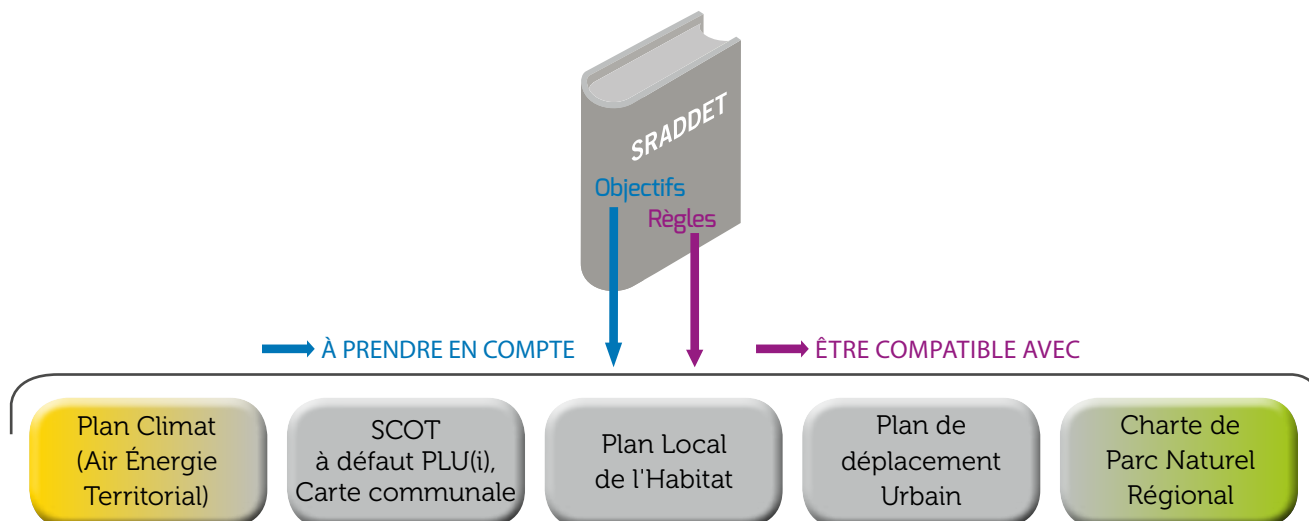 SRADDET
Objectifs
Règles
À PRENDRE EN COMPTE
ÊTRE COMPATIBLE AVEC
Plan Climat
(Air Énergie
Territorial)
SCOT
à défaut PLU(i),
Carte communale
Plan Local
de l'Habitat
Plan de
déplacement
Urbain
Charte de
Parc Naturel
Régional